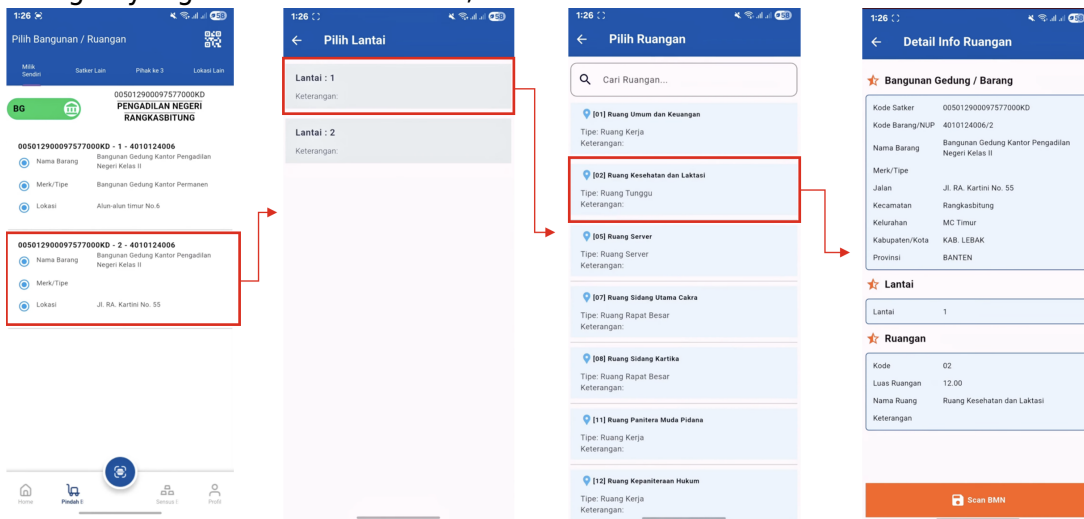 1:26
58
Pilih Bangunan / Ruangan
Milik Sendiri
Satker Lain
Pihak ke 3
Lokasi Lain
BG
005012900097577000KD
PENGADILAN NEGERI
RANGKASBITUNG
005012900097577000KD - 1 - 4010124006
Nama Barang Bangunan Gedung Kantor Pengadilan
Negeri Kelas II
Merk/Tipe Bangunan Gedung Kantor Permanen
Lokasi Alun-alun timur No.6
005012900097577000KD - 2 - 4010124006
Nama Barang Bangunan Gedung Kantor Pengadilan
Negeri Kelas II
Merk/Tipe
Lokasi Jl. RA. Kartini No. 55
Home
Pindah I
Sensus I
Profil
1:26
58
Pilih Lantai
Lantai : 1
Keterangan:
Lantai : 2
Keterangan:
1:26
58
Pilih Ruangan
Cari Ruangan...
[01] Ruang Umum dan Keuangan
Tipe: Ruang Kerja
Keterangan:
[02] Ruang Kesehatan dan Laktasi
Tipe: Ruang Tunggu
Keterangan:
[05] Ruang Server
Tipe: Ruang Server
Keterangan:
[07] Ruang Sidang Utama Cakra
Tipe: Ruang Rapat Besar
Keterangan:
[08] Ruang Sidang Kartika
Tipe: Ruang Rapat Besar
Keterangan:
[11] Ruang Panitera Muda Pidana
Tipe: Ruang Kerja
Keterangan:
[12] Ruang Kepaniteraan Hukum
Tipe: Ruang Kerja
Keterangan:
1:26
58
Detail Info Ruangan
Bangunan Gedung / Barang
Kode Satker 005012900097577000KD
Kode Barang/NUP 4010124006/2
Nama Barang Bangunan Gedung Kantor Pengadilan
Negeri Kelas II
Merk/Tipe
Jalan Jl. RA. Kartini No. 55
Kecamatan Rangkasbitung
Kelurahan MC Timur
Kabupaten/Kota KAB. LEBAK
Provinsi BANTEN
Lantai
Lantai 1
Ruangan
Kode 02
Luas Ruangan 12.00
Nama Ruang Ruang Kesehatan dan Laktasi
Keterangan
Scan BMN